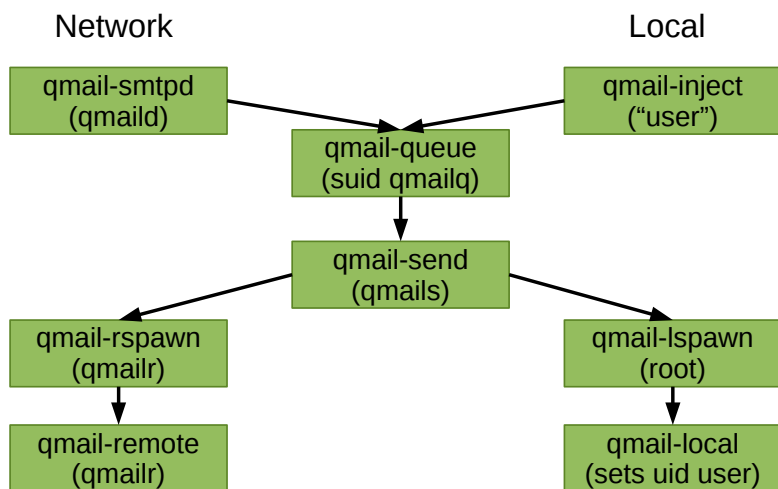 Network
Local
qmail-smtpd
(qmaild)
qmail-inject
(“user”)
qmail-queue
(suid qmailq)
qmail-send
(qmails)
qmail-rspawn
(qmailr)
qmail-lspawn
(root)
qmail-remote
(qmailr)
qmail-local
(sets uid user)